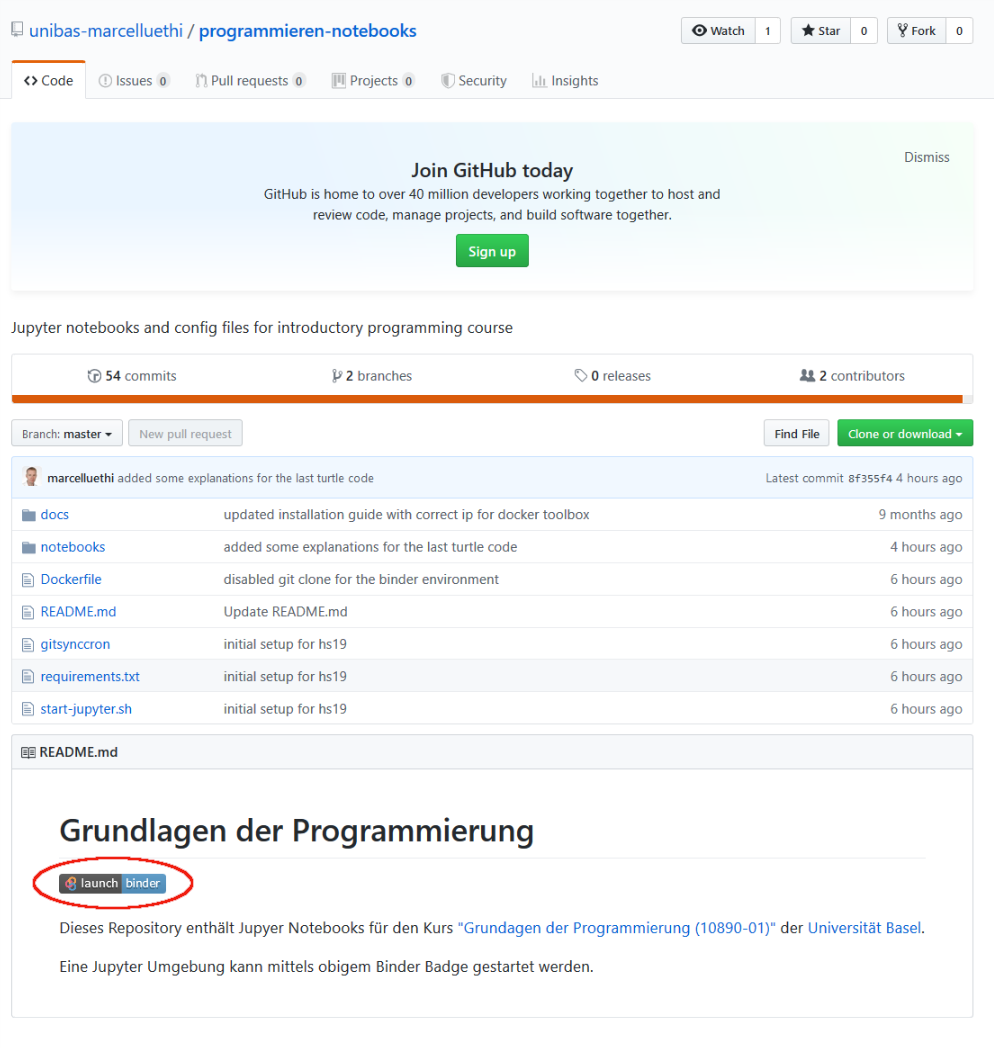 unibas-marcelluethi / programmieren-notebooks
Watch 1 Star 0 Fork 0
Code Issues 0 Pull requests 0 Projects 0 Security Insights
Dismiss
Join GitHub today
GitHub is home to over 40 million developers working together to host and
review code, manage projects, and build software together.
Sign up
Jupyter notebooks and config files for introductory programming course
54 commits 2 branches 0 releases 2 contributors
Branch: master New pull request Find File Clone or download
marcelluethi added some explanations for the last turtle code Latest commit 8f355f4 4 hours ago
docs updated installation guide with correct ip for docker toolbox 9 months ago
notebooks added some explanations for the last turtle code 4 hours ago
Dockerfile disabled git clone for the binder environment 6 hours ago
README.md Update README.md 6 hours ago
gitsynccron initial setup for hs19 6 hours ago
requirements.txt initial setup for hs19 6 hours ago
start-jupyter.sh initial setup for hs19 6 hours ago
README.md
Grundlagen der Programmierung
launch binder
Dieses Repository enthält Jupyer Notebooks für den Kurs "Grundagen der Programmierung (10890-01)" der Universität Basel.
Eine Jupyter Umgebung kann mittels obigem Binder Badge gestartet werden.